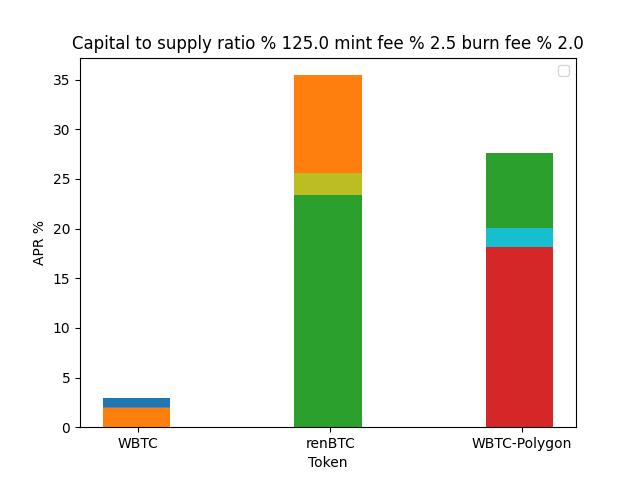 Capital to supply ratio % 125.0 mint fee % 2.5 burn fee % 2.0
35
30
25
20
15
10
5
0
APR %
WBTC
renBTC
WBTC-Polygon
Token